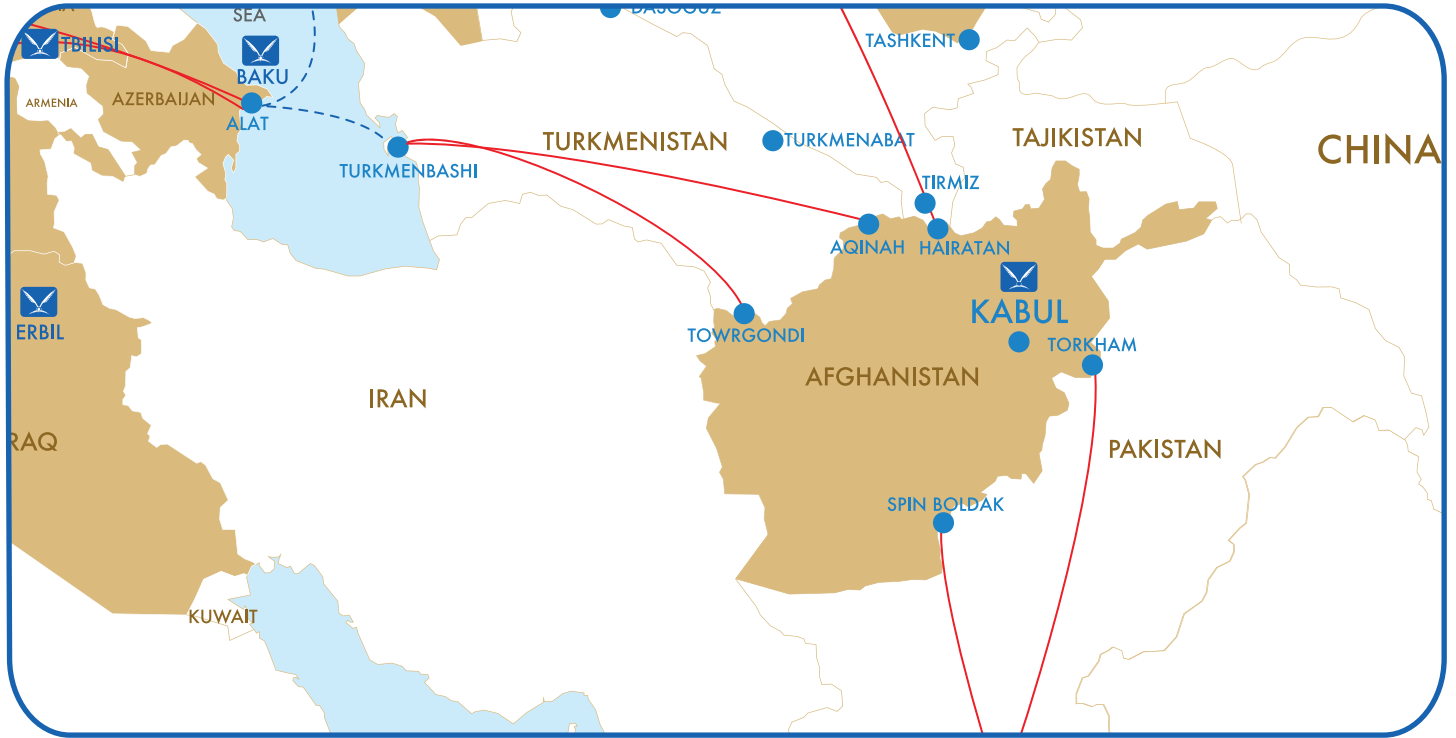 SEA
DAŞOGUZ
TBILISI
BAKU
TASHKENT
ARMENIA
AZERBAIJAN
ALAT
TURKMENISTAN
TURKMENABAT
TAJIKISTAN
CHINA
TURKMENBASHI
TIRMIZ
AQINAH
HAIRATAN
KABUL
ERBIL
TOWRGONDI
TORKHAM
AFGHANISTAN
IRAN
RAQ
PAKISTAN
SPIN BOLDAK
KUWAIT